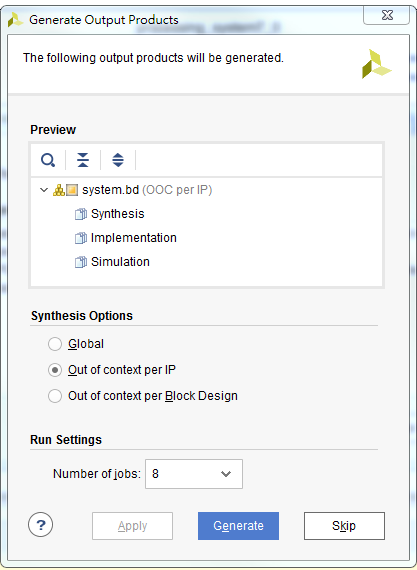 Generate Output Products
The following output products will be generated.
Preview
system.bd (OOC per IP)
Synthesis
Implementation
Simulation
Synthesis Options
Global
Out of context per IP
Out of context per Block Design
Run Settings
Number of jobs: 8
? Apply Generate Skip